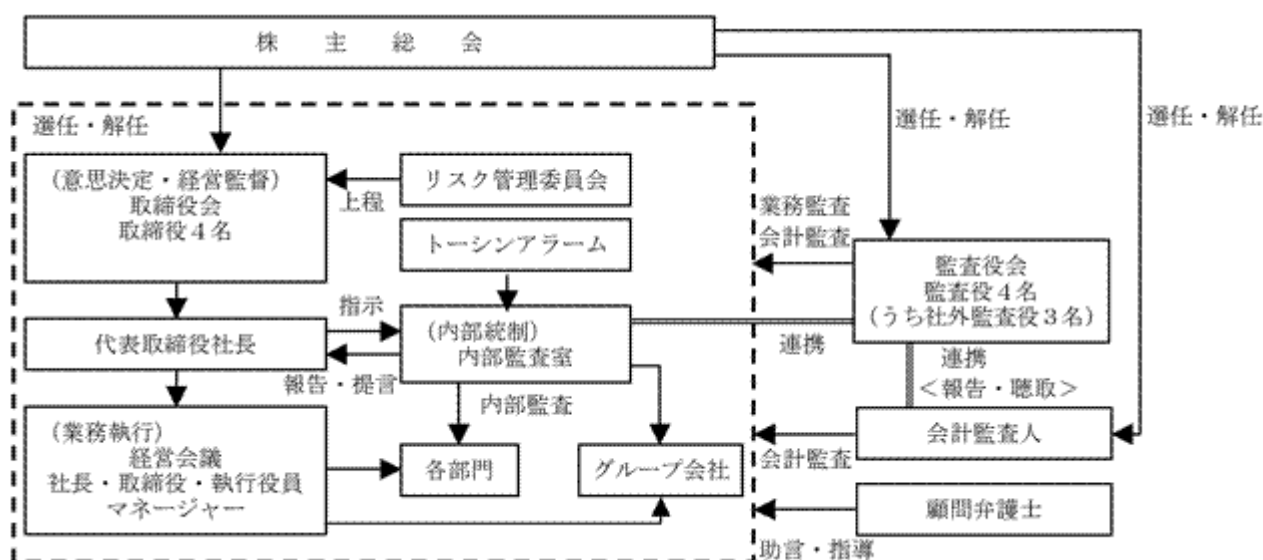 株主総会
選任・解任
選任・解任
選任・解任
(意思決定・経営監督)
取締役会
取締役4名
リスク管理委員会
上程
トーシンアラーム
業務監査
会計監査
監査役会
監査役4名
(うち社外監査役3名)
代表取締役社長
指示
報告・提言
(内部統制)
内部監査室
連携
連携
<報告・聴取>
内部監査
(業務執行)
経営会議
社長・取締役・執行役員
マネージャー
各部門
グループ会社
会計監査
会計監査人
顧問弁護士
助言・指導